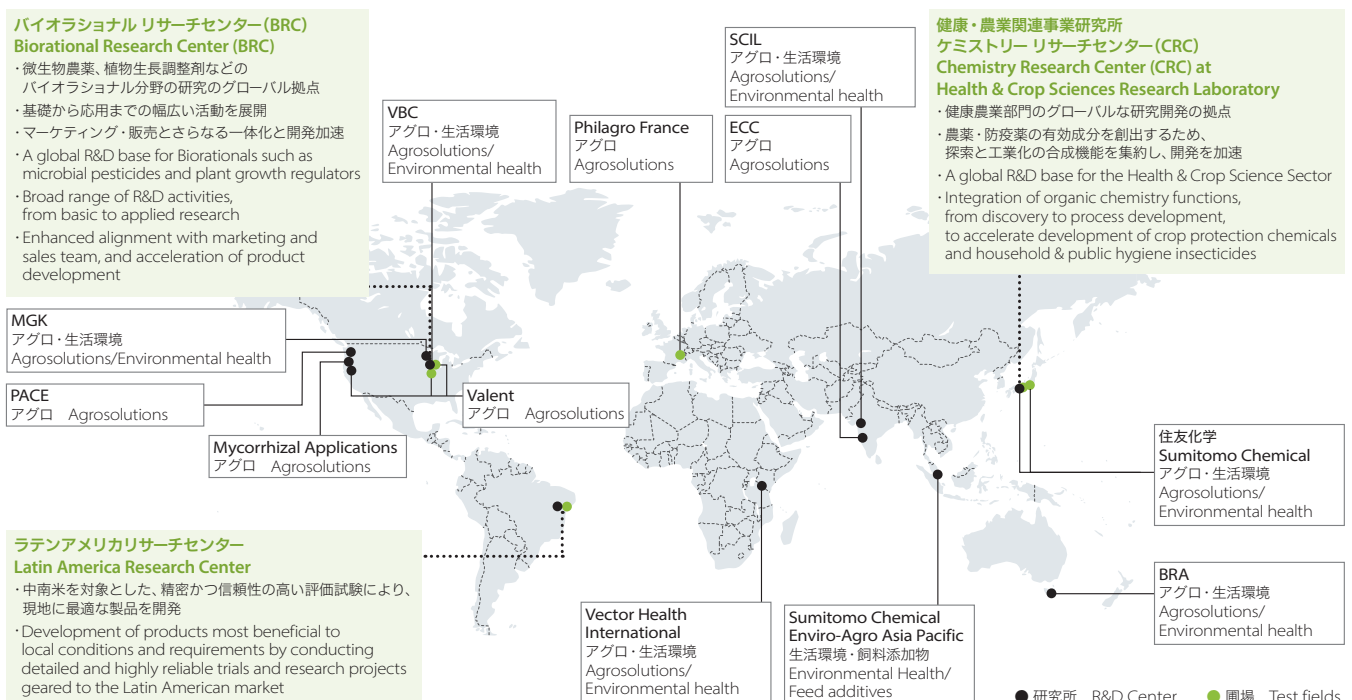 バイオラショナル リサーチセンター（BRC）
Biorational Research Center (BRC)
・微生物農薬、植物生長調整剤などの
バイオラショナル分野の研究のグローバル拠点
・基礎から応用までの幅広い活動を展開
・マーケティング・販売とさらなる一体化と開発加速
・A global R&D base for Biorationals such as
microbial pesticides and plant growth regulators
・Broad range of R&D activities,
from basic to applied research
・Enhanced alignment with marketing and
sales team, and acceleration of product
development
VBC
アグロ・生活環境
Agrosolutions/
Environmental health
Philagro France
アグロ
Agrosolutions
SCIL
アグロ・生活環境
Agrosolutions/
Environmental health
ECC
アグロ
Agrosolutions
健康・農業関連事業研究所
ケミストリー リサーチセンター（CRC）
Chemistry Research Center (CRC) at
Health & Crop Sciences Research Laboratory
・健康農業部門のグローバルな研究開発の拠点
・農薬・防疫薬の有効成分を創出するため、
探索と工業化の合成機能を集約し、開発を加速
・A global R&D base for the Health & Crop Science Sector
・Integration of organic chemistry functions,
from discovery to process development,
to accelerate development of crop protection chemicals
and household & public hygiene insecticides
MGK
アグロ・生活環境
Agrosolutions/Environmental health
PACE
アグロ Agrosolutions
Mycorrhizal Applications
アグロ Agrosolutions
Valent
アグロ Agrosolutions
住友化学
Sumitomo Chemical
アグロ・生活環境
Agrosolutions/
Environmental health
ラテンアメリカリサーチセンター
Latin America Research Center
・中南米を対象とした、精密かつ信頼性の高い評価試験により、
現地に最適な製品を開発
・Development of products most beneficial to
local conditions and requirements by conducting
detailed and highly reliable trials and research projects
geared to the Latin American market
Vector Health
International
アグロ・生活環境
Agrosolutions/
Environmental health
Sumitomo Chemical
Enviro-Agro Asia Pacific
生活環境・飼料添加物
Environmental Health/
Feed additives
BRA
アグロ・生活環境
Agrosolutions/
Environmental health
研究所 R&D Center
圃場 Test fields